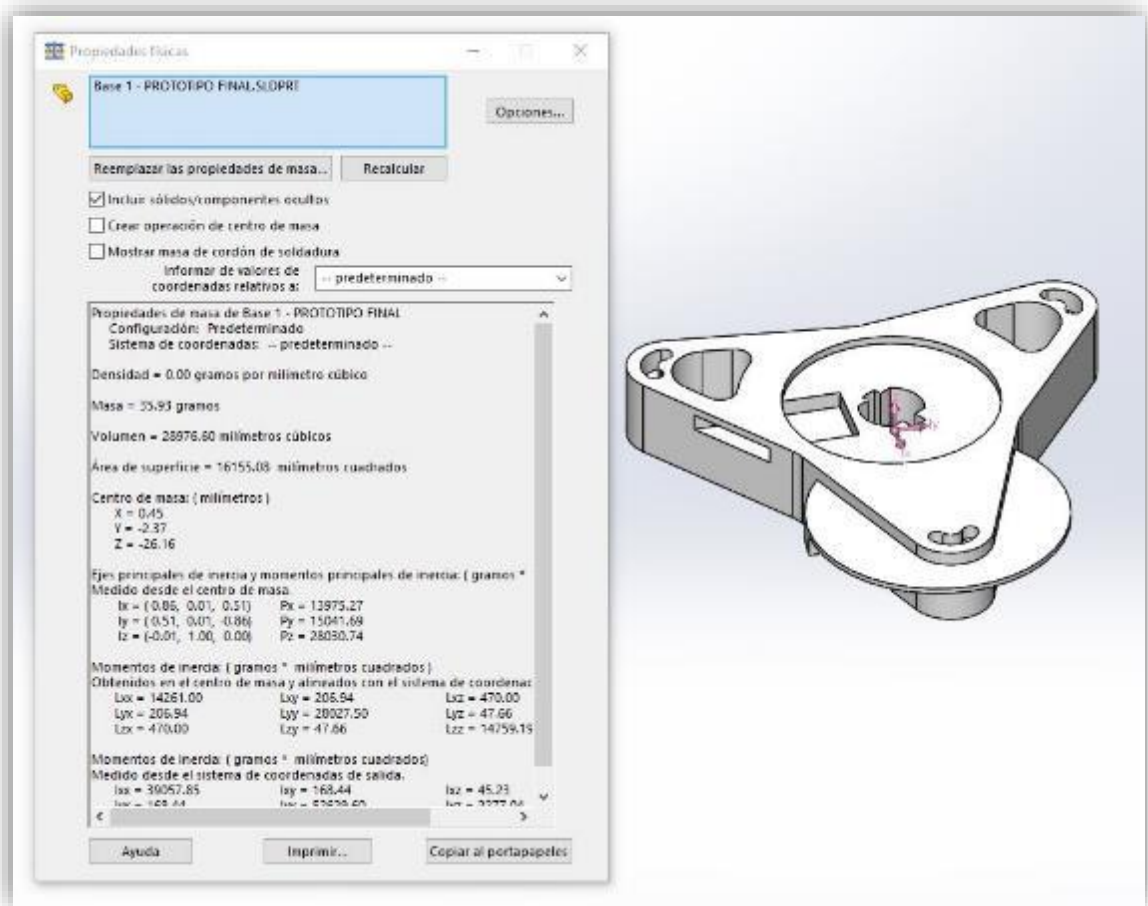 Propiedades físicas
Base 1 - PROTOTIPO FINAL.SLDPRT
Opciones...
Reemplazar las propiedades de masa...
Recalcular
Incluir sólidos/componentes ocultos
Crear operación de centro de masa
Mostrar masa de cordón de soldadura
Informar de valores de coordenadas relativos a:
-- predeterminado --
Propiedades de masa de Base 1 - PROTOTIPO FINAL
Configuración: Predeterminado
Sistema de coordenadas: -- predeterminado --
Densidad = 0.00 gramos por milímetro cúbico
Masa = 35.93 gramos
Volumen = 28976.60 milímetros cúbicos
Área de superficie = 16155.08 milímetros cuadrados
Centro de masa: ( milímetros )
X = 0.45
Y = -2.37
Z = -26.16
Ejes principales de inercia y momentos principales de inercia: ( gramos *
Medido desde el centro de masa.
Ix = ( 0.86, 0.01, 0.51) Px = 13975.27
Iy = ( 0.51, 0.01, -0.86) Py = 15041.69
Iz = (-0.01, 1.00, 0.00) Pz = 28030.74
Momentos de inercia: ( gramos * milímetros cuadrados )
Obtenidos en el centro de masa y alineados con el sistema de coordenad
Lxx = 14261.00 Lxy = 206.94 Lxz = 470.00
Lyx = 206.94 Lyy = 28027.50 Lyz = 47.66
Lzx = 470.00 Lzy = 47.66 Lzz = 14759.19
Momentos de inercia: ( gramos * milímetros cuadrados)
Medido desde el sistema de coordenadas de salida.
Ixx = 39057.85 Ixy = 168.44 Ixz = 45.23
Ayuda
Imprimir...
Copiar al portapapeles